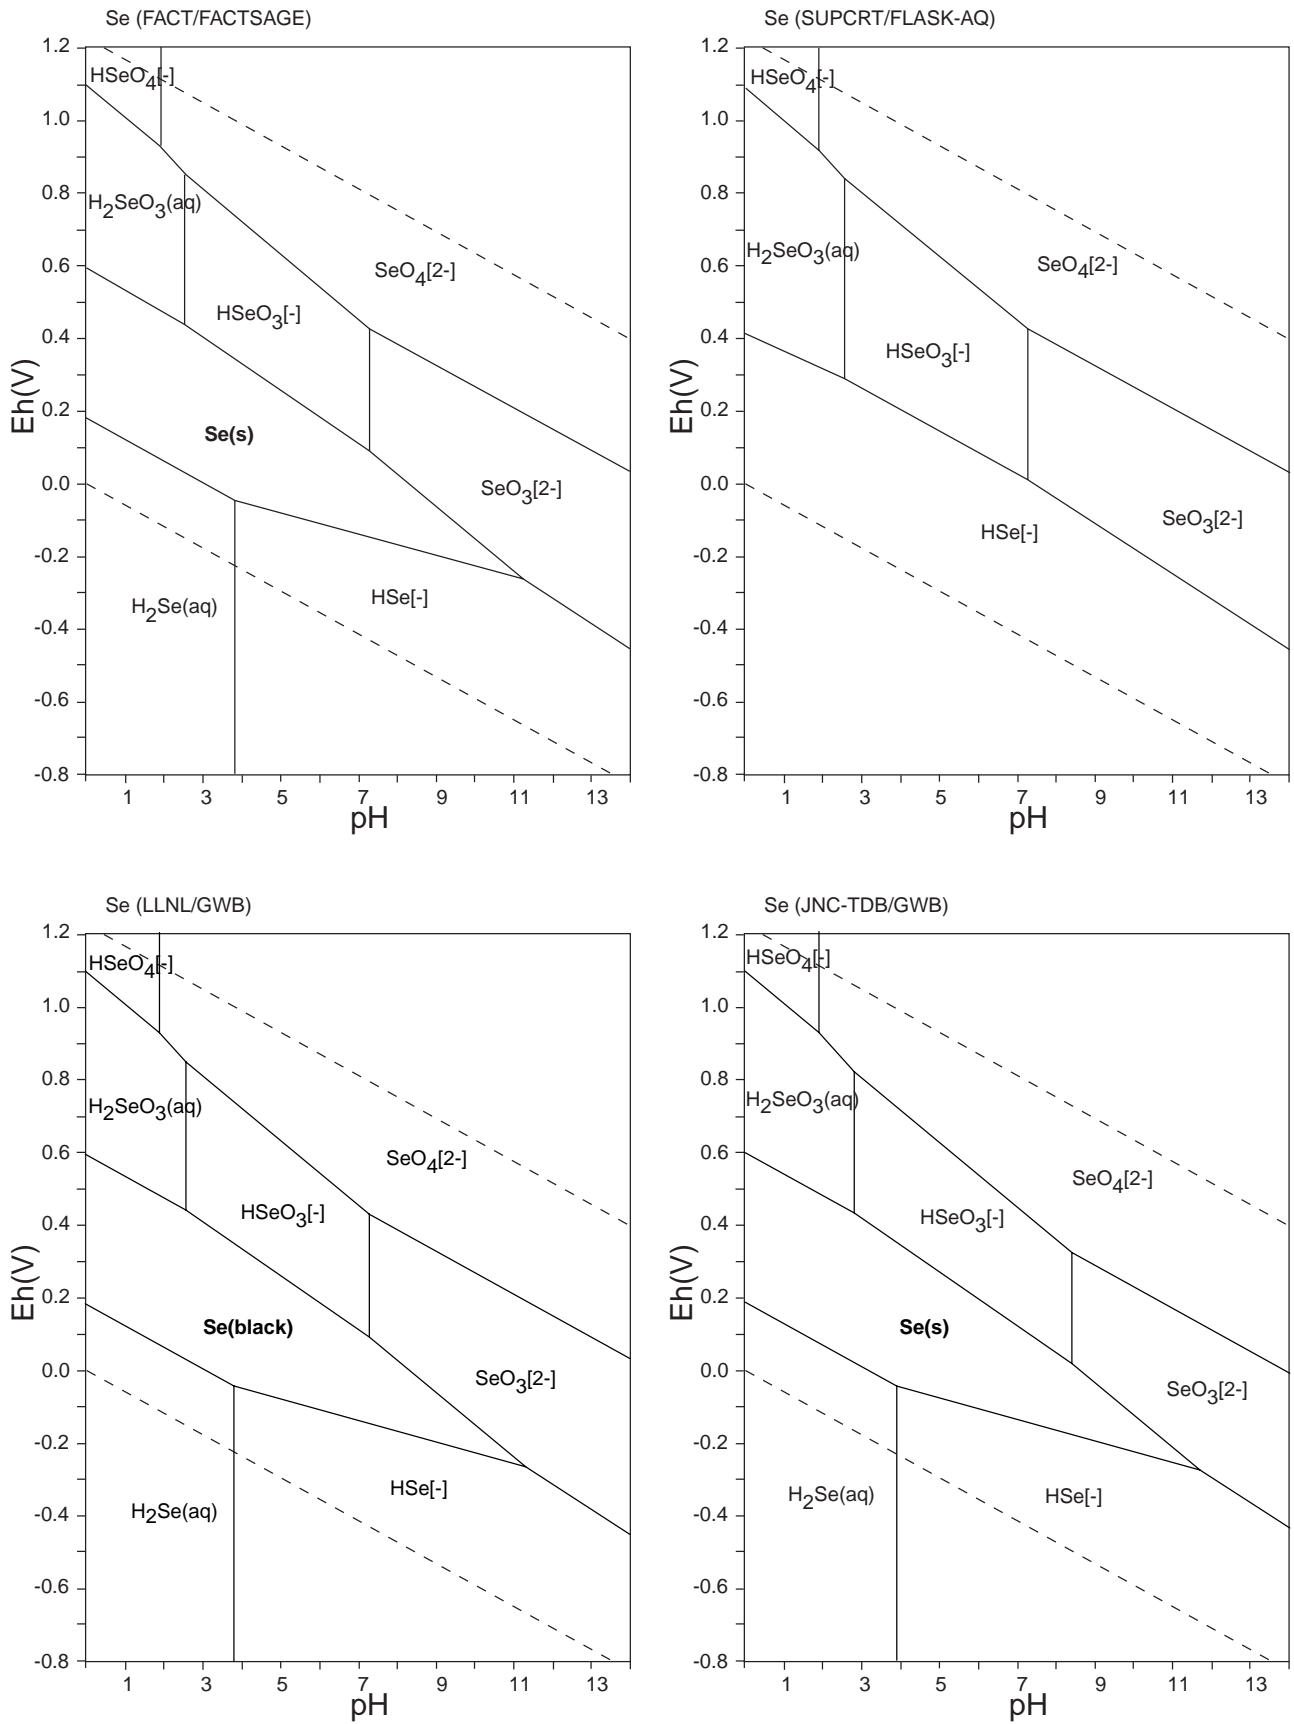 Se (FACT/FACTSAGE)
1.2
1.0
0.8
0.6
0.4
0.2
0.0
-0.2
-0.4
-0.6
-0.8
Eh(V)
HSeO4[-]
H2SeO3(aq)
SeO4[2-]
HSeO3[-]
Se(s)
SeO3[2-]
HSe[-]
H2Se(aq)
1 3 5 7 9 11 13
pH
Se (SUPCRT/FLASK-AQ)
1.2
1.0
0.8
0.6
0.4
0.2
0.0
-0.2
-0.4
-0.6
-0.8
Eh(V)
HSeO4[-]
H2SeO3(aq)
SeO4[2-]
HSeO3[-]
SeO3[2-]
HSe[-]
1 3 5 7 9 11 13
pH
Se (LLNL/GWB)
1.2
1.0
0.8
0.6
0.4
0.2
0.0
-0.2
-0.4
-0.6
-0.8
Eh(V)
HSeO4[-]
H2SeO3(aq)
SeO4[2-]
HSeO3[-]
Se(black)
SeO3[2-]
HSe[-]
H2Se(aq)
1 3 5 7 9 11 13
pH
Se (JNC-TDB/GWB)
1.2
1.0
0.8
0.6
0.4
0.2
0.0
-0.2
-0.4
-0.6
-0.8
Eh(V)
HSeO4[-]
H2SeO3(aq)
SeO4[2-]
HSeO3[-]
Se(s)
SeO3[2-]
H2Se(aq)
HSe[-]
1 3 5 7 9 11 13
pH